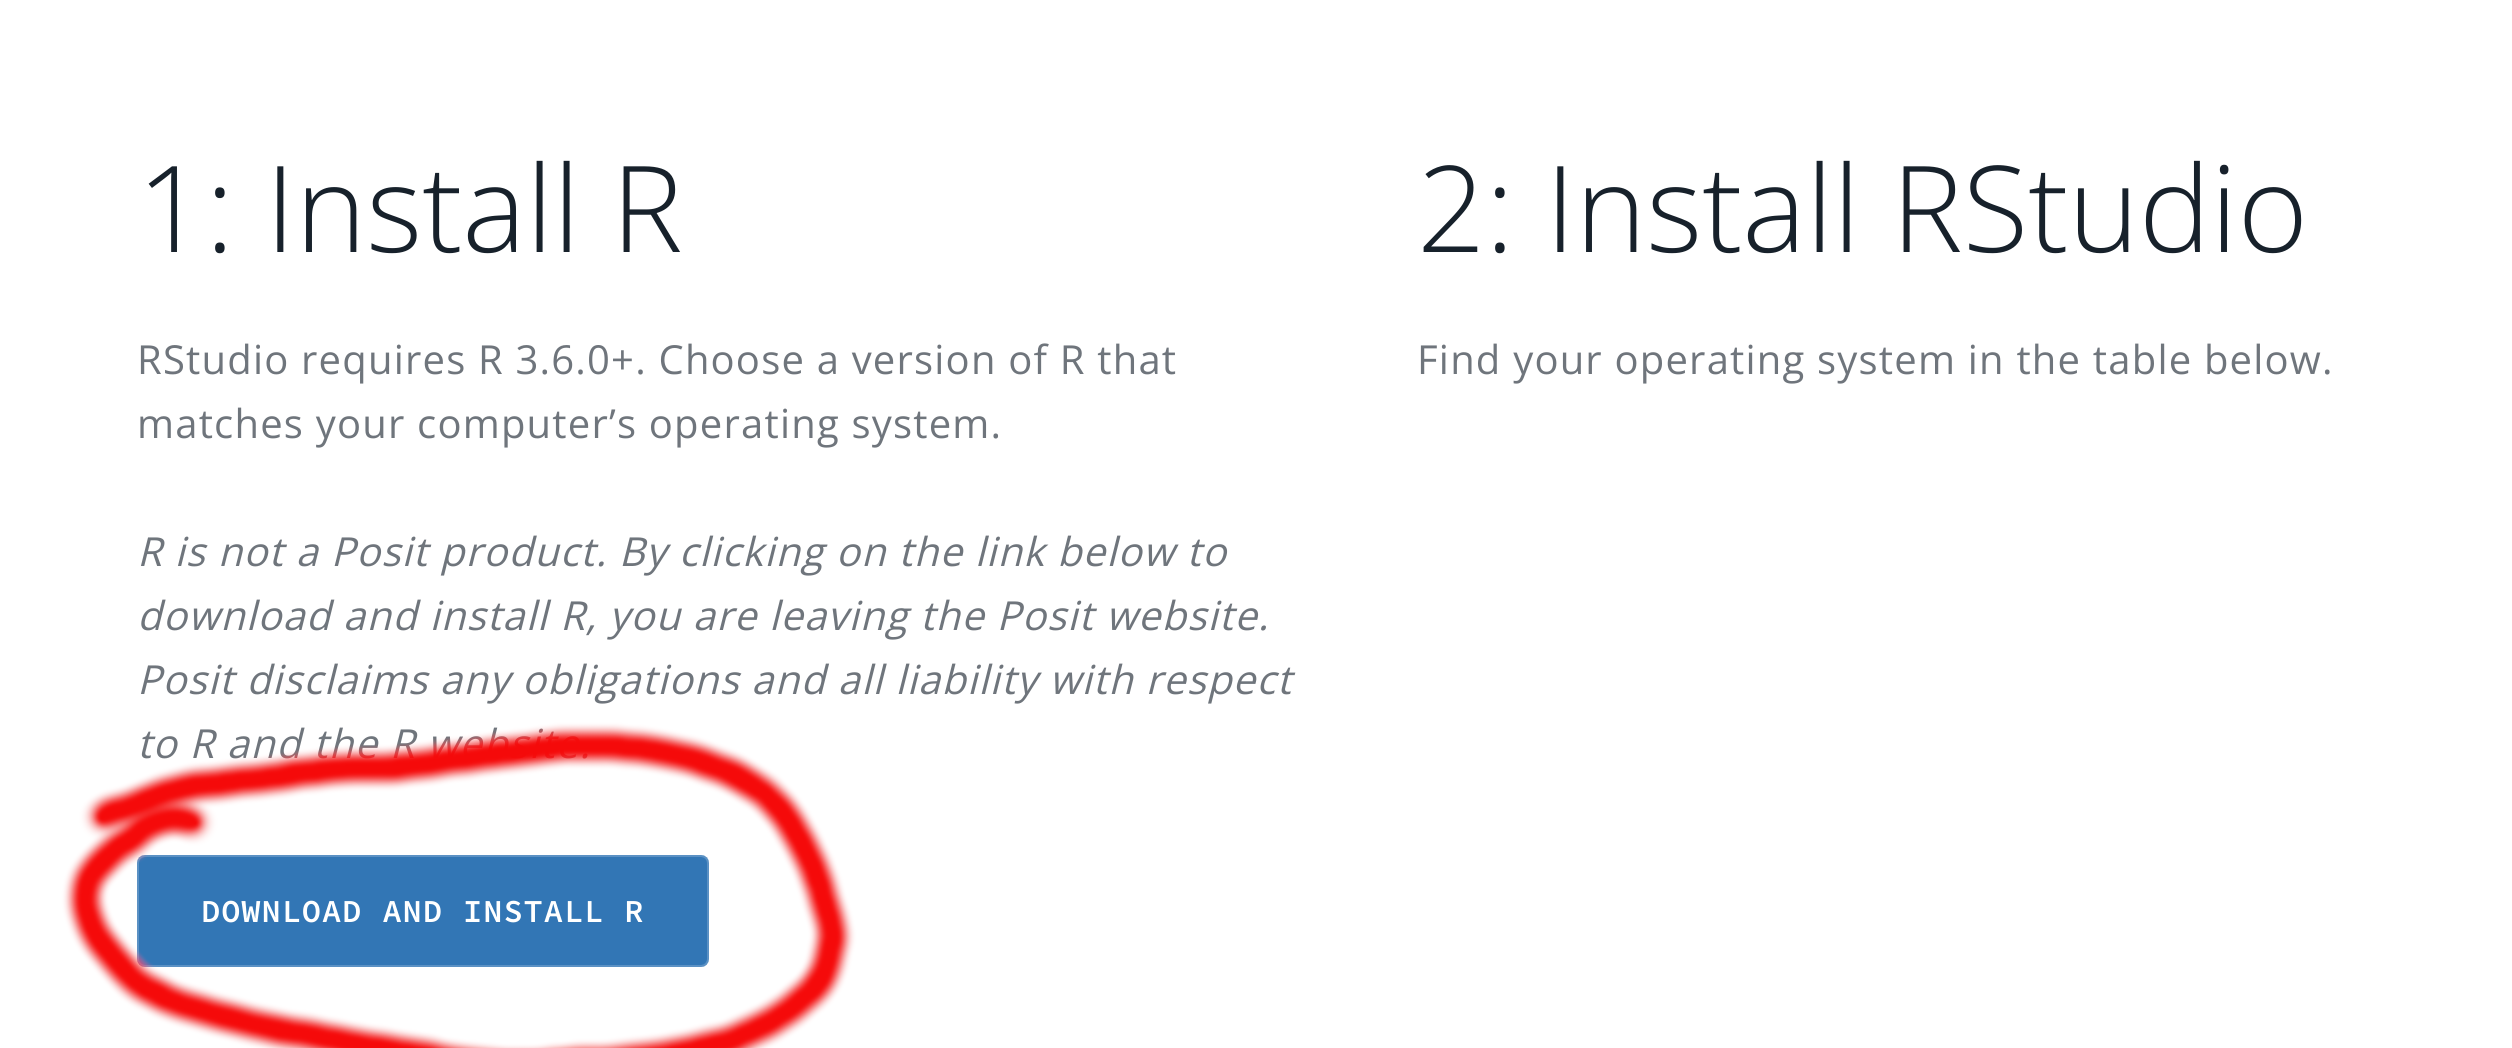 1: Install R
RStudio requires R 3.6.0+. Choose a version of R that
matches your computer’s operating system.
R is not a Posit product. By clicking on the link below to
download and install R, you are leaving the Posit website.
Posit disclaims any obligations and all liability with respect
to R and the R website.
DOWNLOAD AND INSTALL R
2: Install RStudio
Find your operating system in the table below.